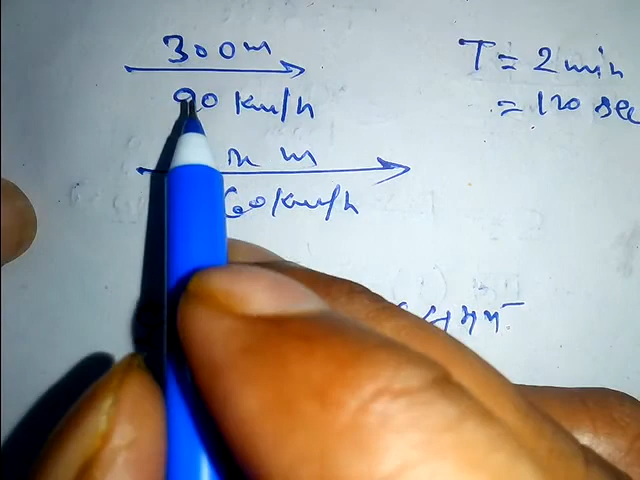 300m
90 km/h
T = 2 min
= 120 sec
x m
60 km/h